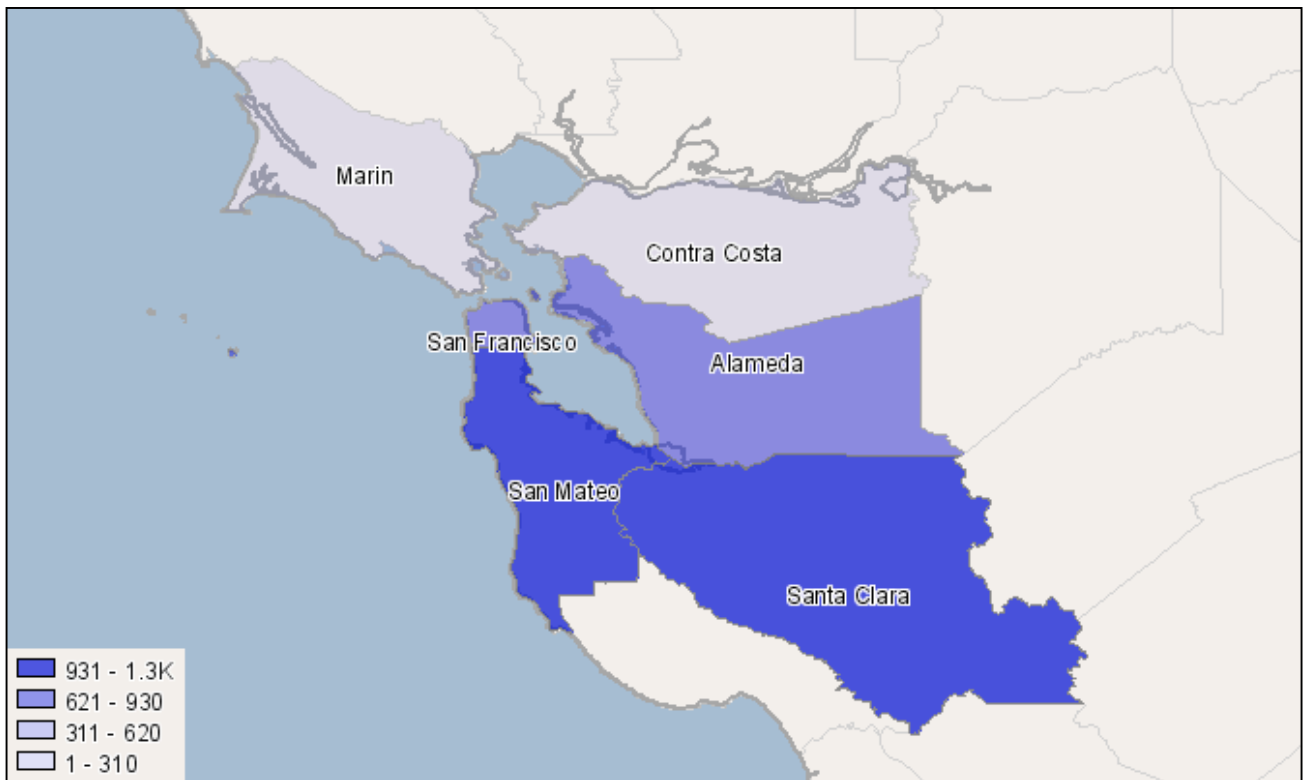 Marin
Contra Costa
San Francisco
Alameda
San Mateo
Santa Clara
931 - 1.3K
621 - 930
311 - 620
1 - 310